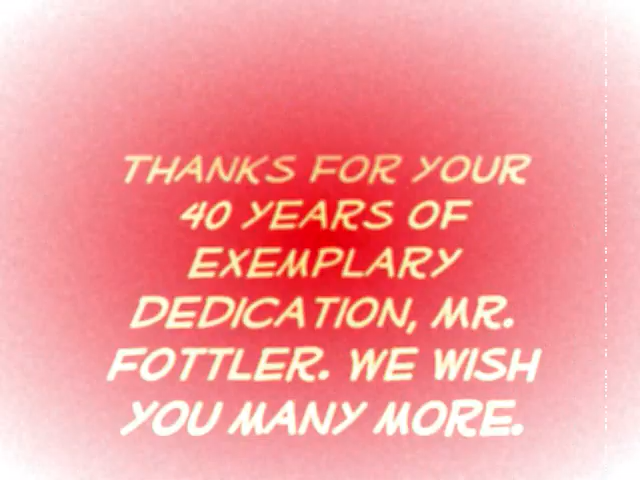 THANKS FOR YOUR
40 YEARS OF
EXEMPLARY
DEDICATION, MR.
FOTTLER. WE WISH
YOU MANY MORE.